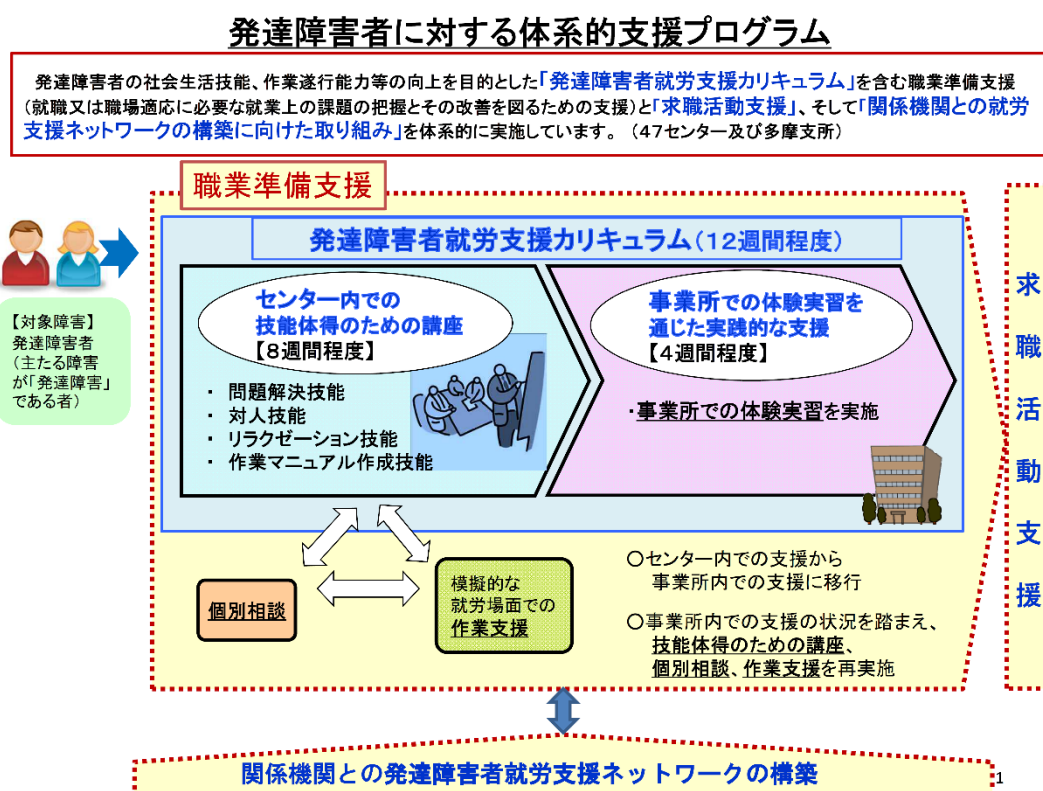 発達障害者に対する体系的支援プログラム
発達障害者の社会生活技能、作業遂行能力等の向上を目的とした「発達障害者就労支援カリキュラム」を含む職業準備支援
（就職又は職場適応に必要な就業上の課題の把握とその改善を図るための支援）と「求職活動支援」、そして「関係機関との就労
支援ネットワークの構築に向けた取り組み」を体系的に実施しています。（47センター及び多摩支所）
職業準備支援
発達障害者就労支援カリキュラム（12週間程度）
センター内での
技能体得のための講座
【8週間程度】
・ 問題解決技能
・ 対人技能
・ リラクゼーション技能
・ 作業マニュアル作成技能
事業所での体験実習を
通じた実践的な支援
【4週間程度】
・事業所での体験実習を実施
【対象障害】
発達障害者
（主たる障害
が「発達障害」
である者）
個別相談
模擬的な
就労場面での
作業支援
○センター内での支援から
事業所内での支援に移行
○事業所内での支援の状況を踏まえ、
技能体得のための講座、
個別相談、作業支援を再実施
求
職
活
動
支
援
関係機関との発達障害者就労支援ネットワークの構築
1